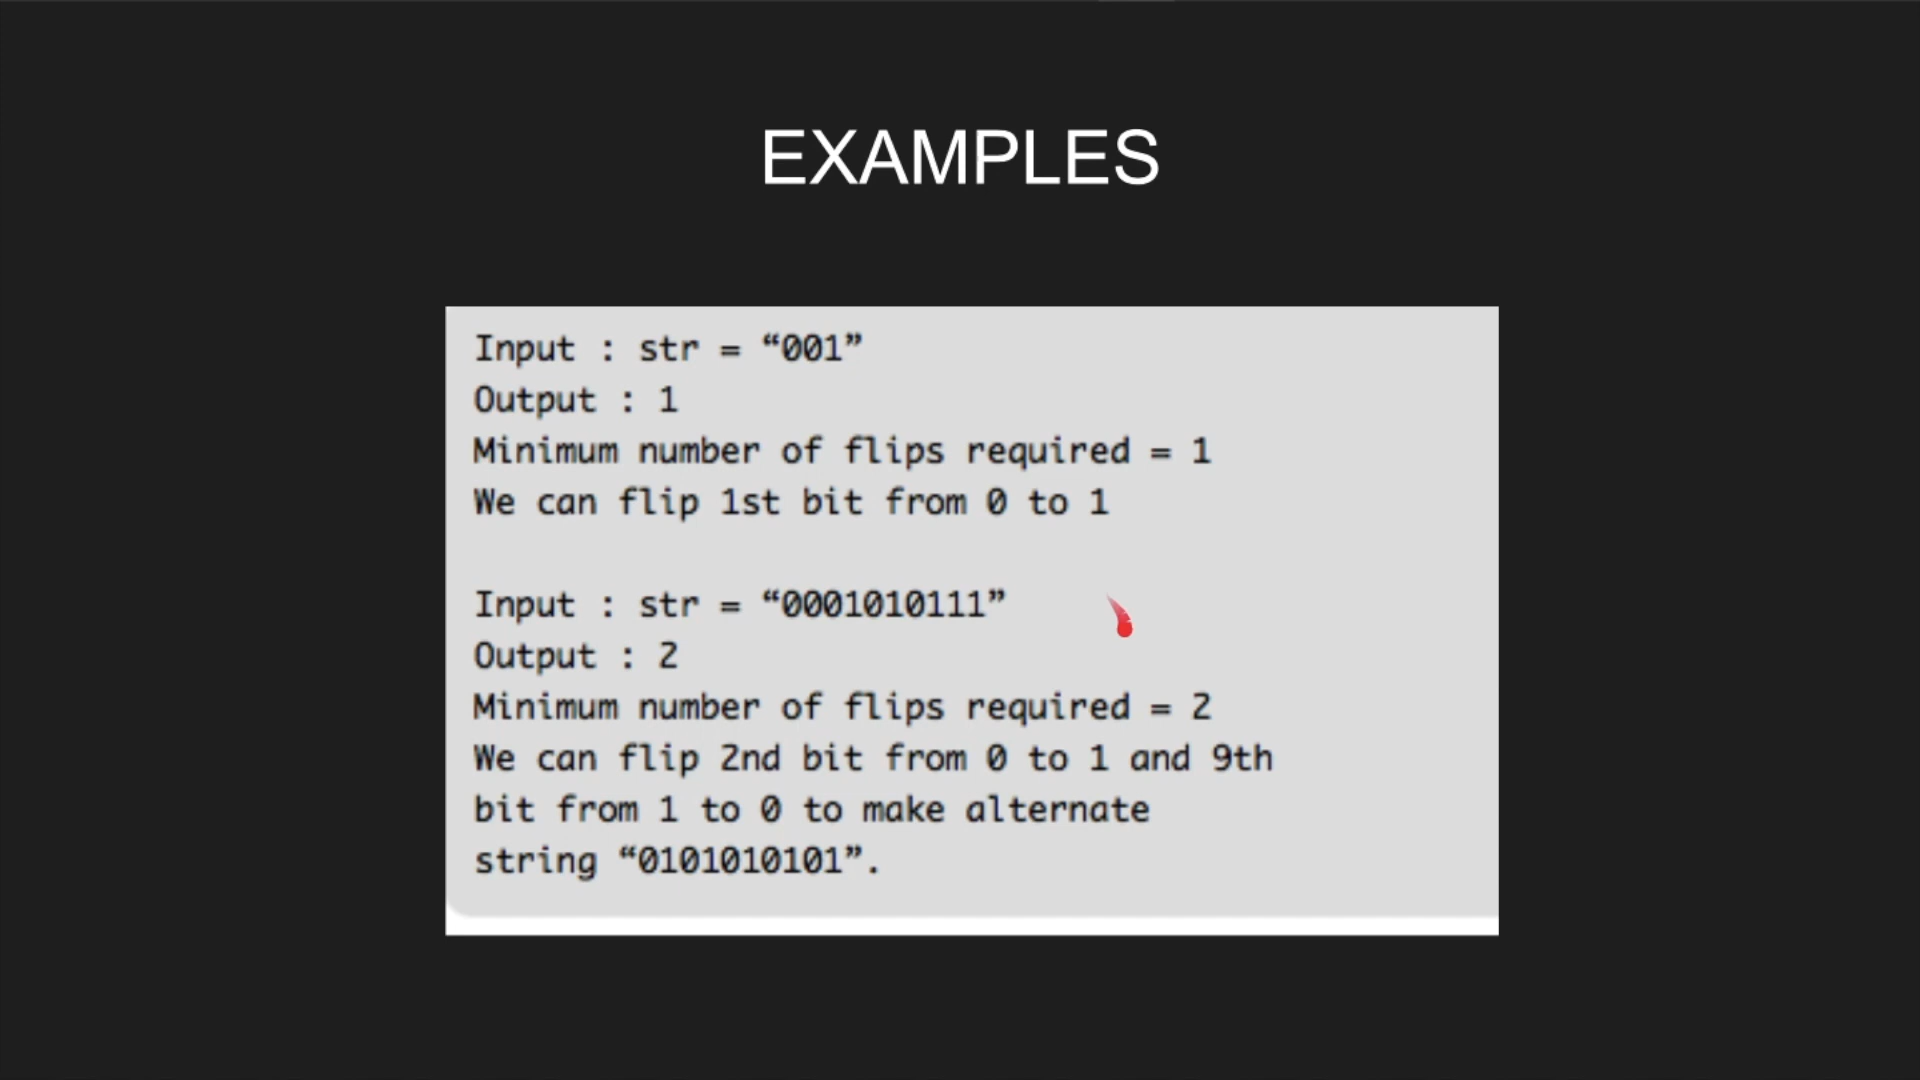 EXAMPLES
Input : str = “001”
Output : 1
Minimum number of flips required = 1
We can flip 1st bit from 0 to 1
Input : str = “0001010111”
Output : 2
Minimum number of flips required = 2
We can flip 2nd bit from 0 to 1 and 9th
bit from 1 to 0 to make alternate
string “0101010101”.